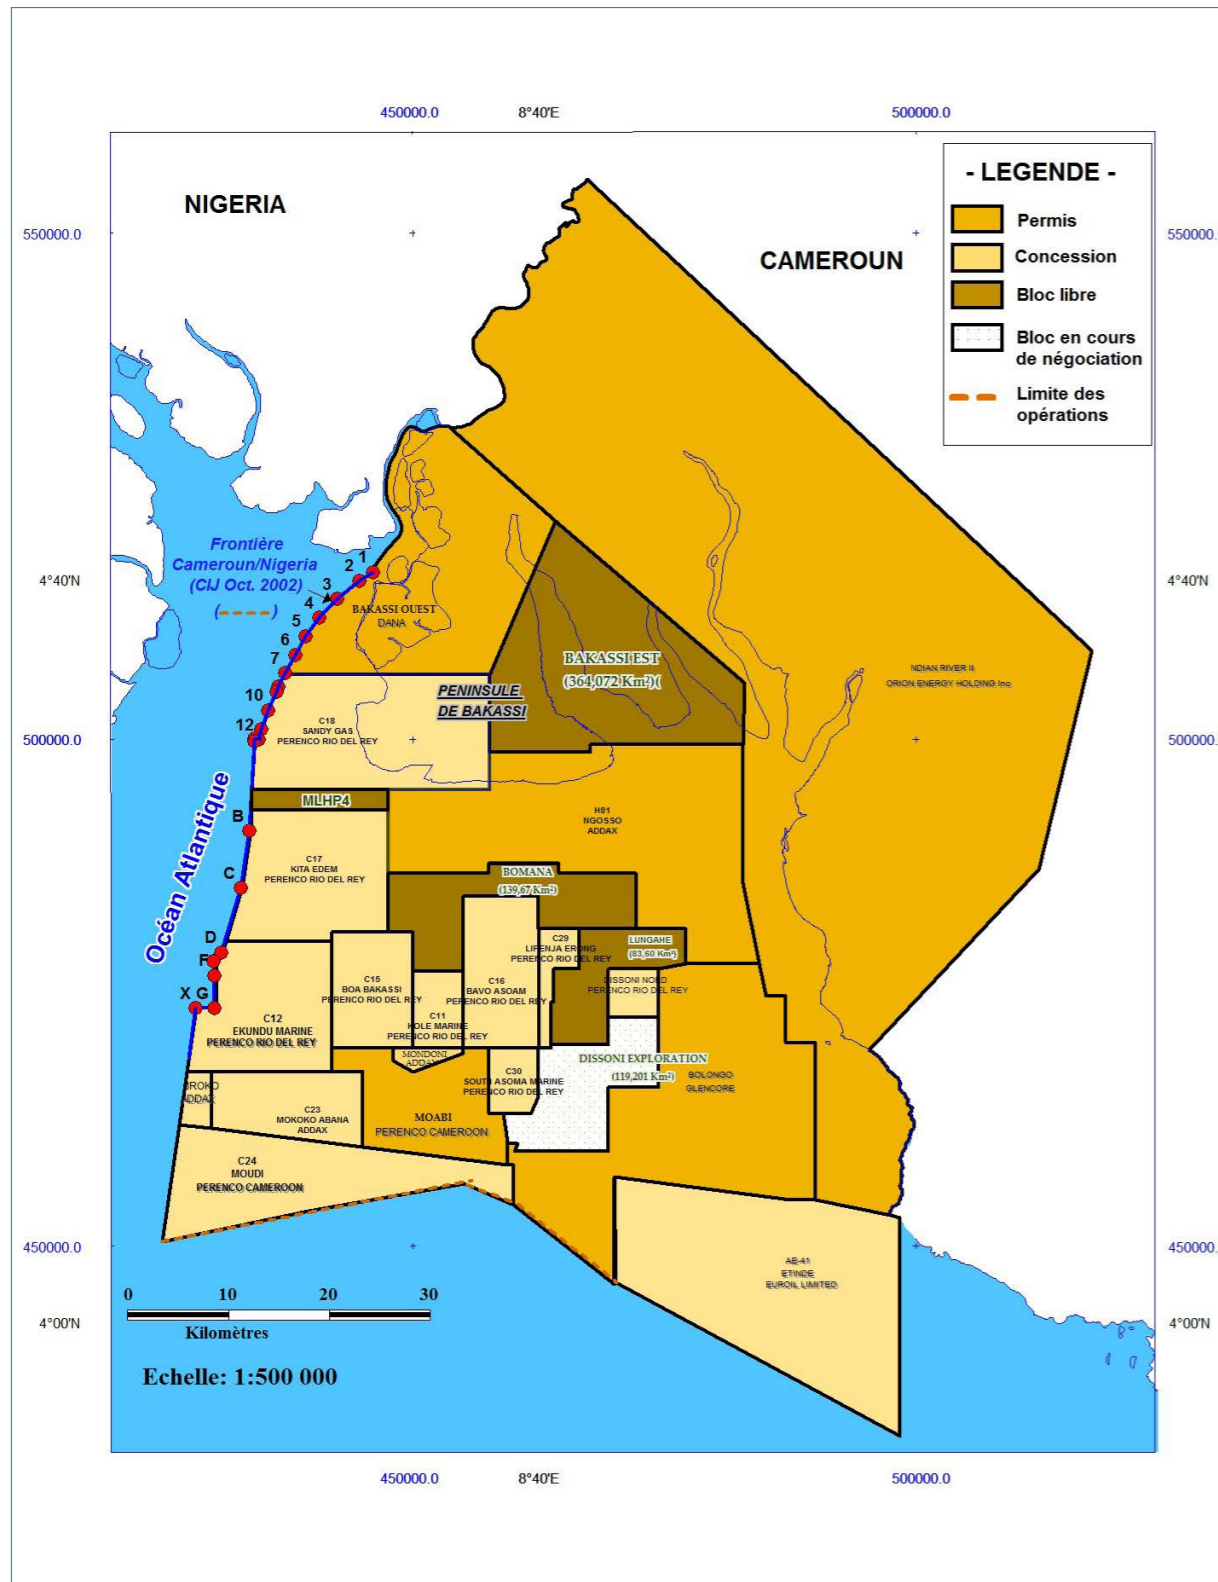 450000.0
8°40'E
500000.0
NIGERIA
CAMEROUN
- LEGENDE -
Permis
Concession
Bloc libre
Bloc en cours
de négociation
Limite des
opérations
550000.0
550000.0
Frontière
Cameroun/Nigeria
(CIJ Oct. 2002)
4°40'N
4°40'N
1
2
3
4
5
6
7
10
12
BAKASSI OUEST
DANA
BAKASSI EST
(364,072 Km²)(
NDIAN RIVER II
ORION ENERGY HOLDING Inc
PENINSULE
DE BAKASSI
C18
SANDY GAS
PERENCO RIO DEL REY
500000.0
500000.0
Océan Atlantique
MLHP4
H81
NGOSSO
ADDAX
B
C
D
F
X G
C17
KITA EDEM
PERENCO RIO DEL REY
BOMANA
(139,67 Km²)
C29
LIPENJA ERONG
PERENCO RIO DEL REY
LUNGAHE
(83,60 Km²)
C15
BOA BAKASSI
PERENCO RIO DEL REY
C16
BAVO ASOAM
PERENCO RIO DEL REY
DISSONI NORD
PERENCO RIO DEL REY
C12
EKUNDU MARINE
PERENCO RIO DEL REY
C11
KOLE MARINE
PERENCO RIO DEL REY
MONDONI
ADDAX
DISSONI EXPLORATION
(119,201 Km²)
BOLONGO
GLENCORE
C30
SOUTH ASOMA MARINE
PERENCO RIO DEL REY
C23
MOKOKO ABANA
ADDAX
MOABI
PERENCO CAMEROON
C24
MOUDI
PERENCO CAMEROON
450000.0
450000.0
AE-41
ETINDE
EUROIL LIMITED
0 10 20 30
Kilomètres
4°00'N
4°00'N
Echelle: 1:500 000
450000.0
8°40'E
500000.0